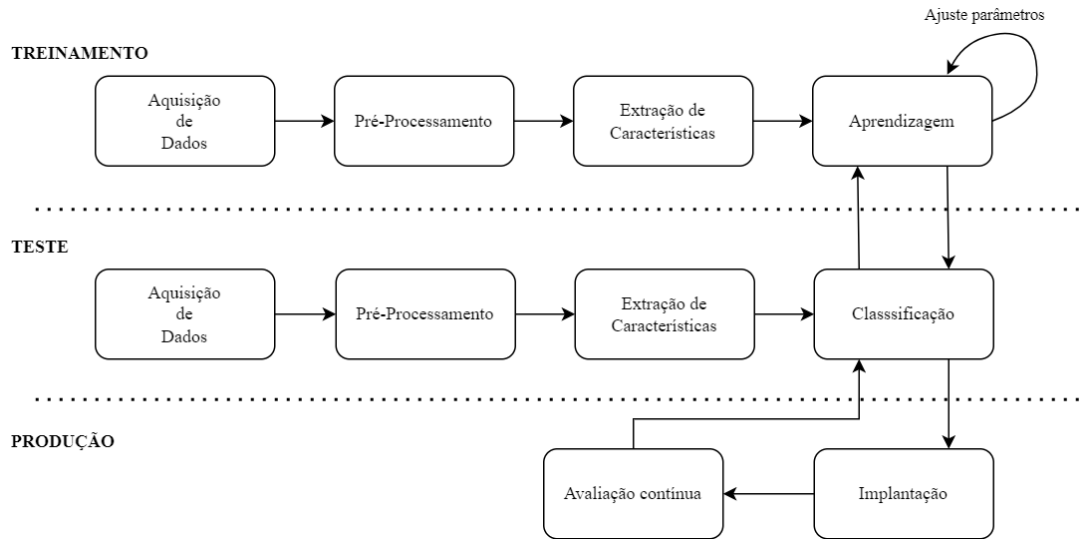 Ajuste parâmetros
TREINAMENTO
Aquisição
de
Dados
Pré-Processamento
Extração de
Características
Aprendizagem
TESTE
Aquisição
de
Dados
Pré-Processamento
Extração de
Características
Classsificação
PRODUÇÃO
Avaliação contínua
Implantação